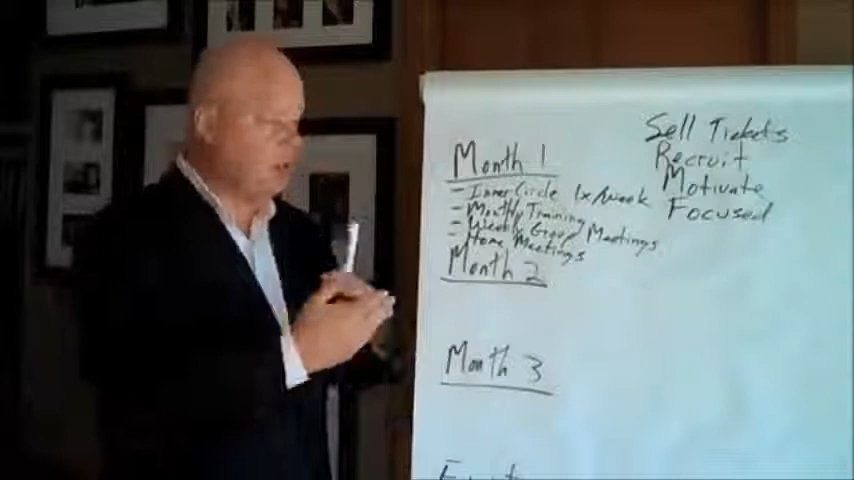 Month 1
- Inner Circle 1x/week
- Monthly Training
- Weekly Group Meetings
Home Meetings
Month 2
Month 3
Sell Tickets
Recruit
Motivate
Focused